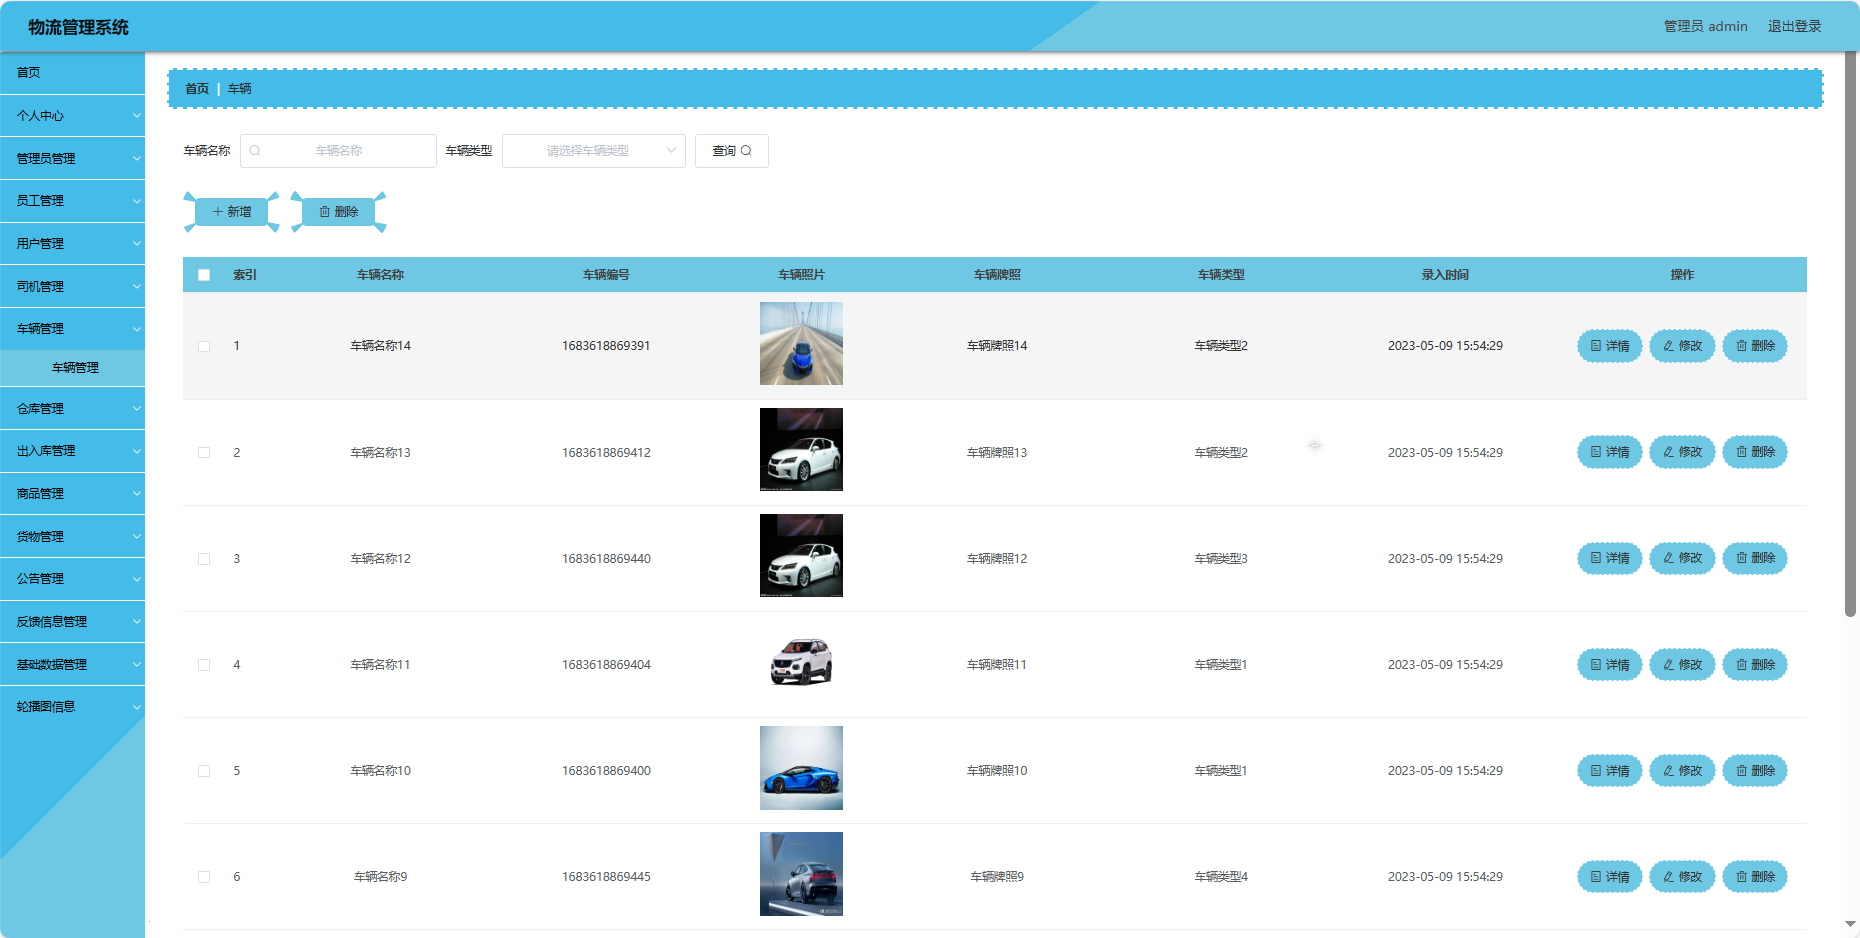 物流管理系统
管理员 admin 退出登录
首页
个人中心
管理员管理
员工管理
用户管理
司机管理
车辆管理
车辆管理
仓库管理
出入库管理
商品管理
货物管理
公告管理
反馈信息管理
基础数据管理
轮播图信息
首页 | 车辆
车辆名称 车辆名称 车辆类型 请选择车辆类型 查询
新增 删除
索引 车辆名称 车辆编号 车辆照片 车辆牌照 车辆类型 录入时间 操作
1 车辆名称14 1683618869391 车辆牌照14 车辆类型2 2023-05-09 15:54:29 详情 修改 删除
2 车辆名称13 1683618869412 车辆牌照13 车辆类型2 2023-05-09 15:54:29 详情 修改 删除
3 车辆名称12 1683618869440 车辆牌照12 车辆类型3 2023-05-09 15:54:29 详情 修改 删除
4 车辆名称11 1683618869404 车辆牌照11 车辆类型1 2023-05-09 15:54:29 详情 修改 删除
5 车辆名称10 1683618869400 车辆牌照10 车辆类型1 2023-05-09 15:54:29 详情 修改 删除
6 车辆名称9 1683618869445 车辆牌照9 车辆类型4 2023-05-09 15:54:29 详情 修改 删除